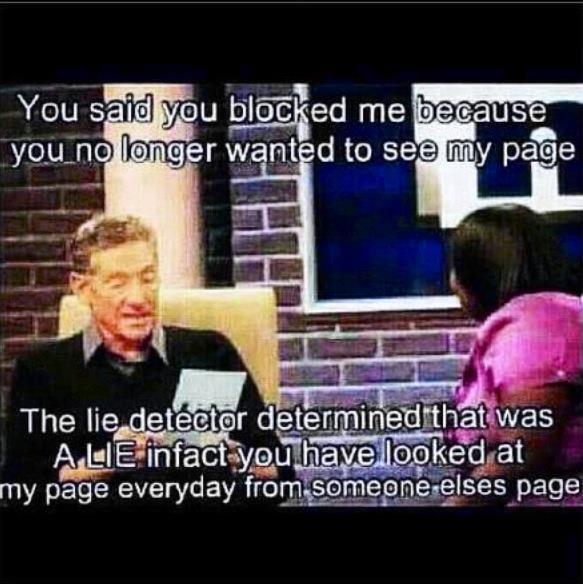 You said you blocked me because
you no longer wanted to see my page
The lie detector determined that was
A LIE infact you have looked at
my page everyday from someone elses page